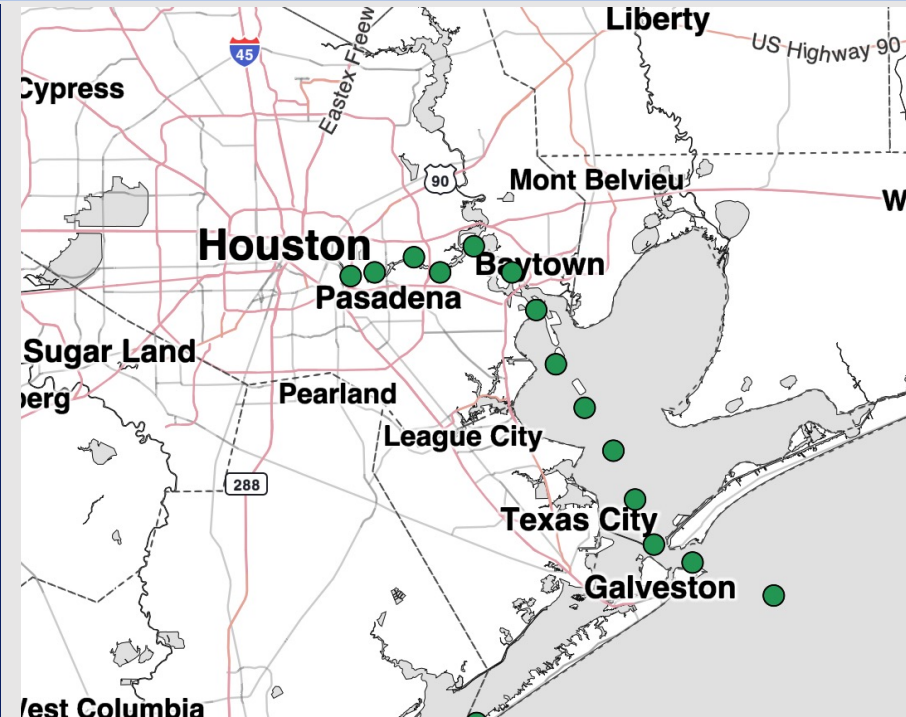 Liberty
US Highway 90
45
Eastex Freew
Cypress
90
Mont Belvieu
W
Houston
Baytown
Pasadena
Sugar Land
berg
Pearland
League City
288
Texas City
Galveston
West Columbia